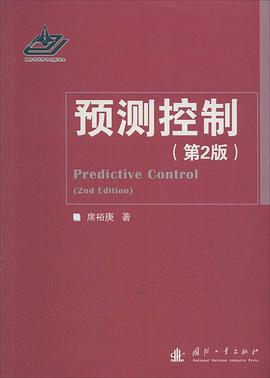 预测控制
(第2版)
Predictive Control
(2nd Edition)
席裕庚 著
国防工业出版社
National Defense Industry Press